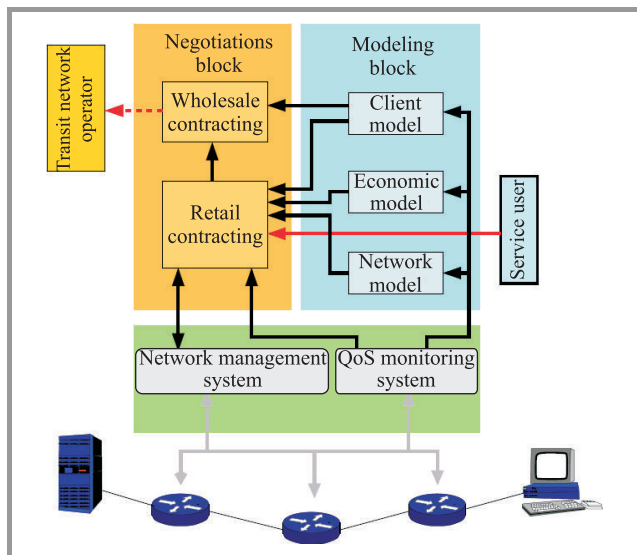 Negotiations
block
Modeling
block
Transit network
operator
Wholesale
contracting
Client
model
Economic
model
Retail
contracting
Service user
Network
model
Network management
system
QoS monitoring
system